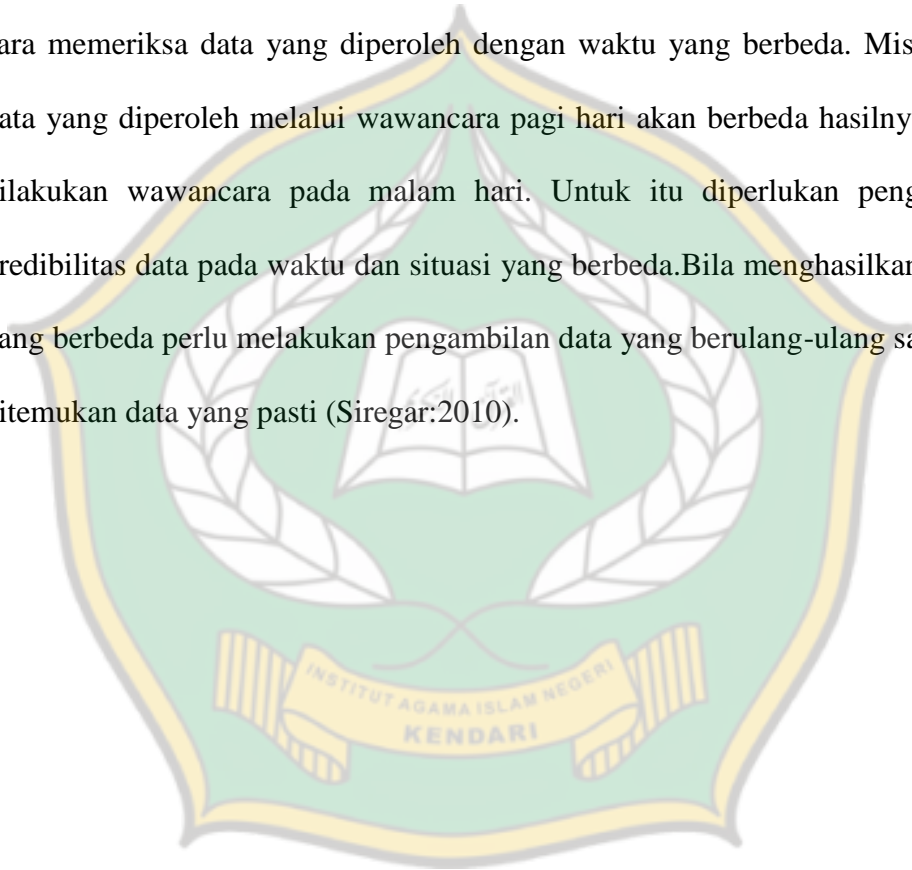 ara memeriksa data yang diperoleh dengan waktu yang berbeda. Mis
ata yang diperoleh melalui wawancara pagi hari akan berbeda hasilny
ilakukan wawancara pada malam hari. Untuk itu diperlukan peng
redibilitas data pada waktu dan situasi yang berbeda.Bila menghasilkan
ang berbeda perlu melakukan pengambilan data yang berulang-ulang sa
itemukan data yang pasti (Siregar:2010).
القرآن الكريم
INSTITUT AGAMA ISLAM NEGERI
KENDARI